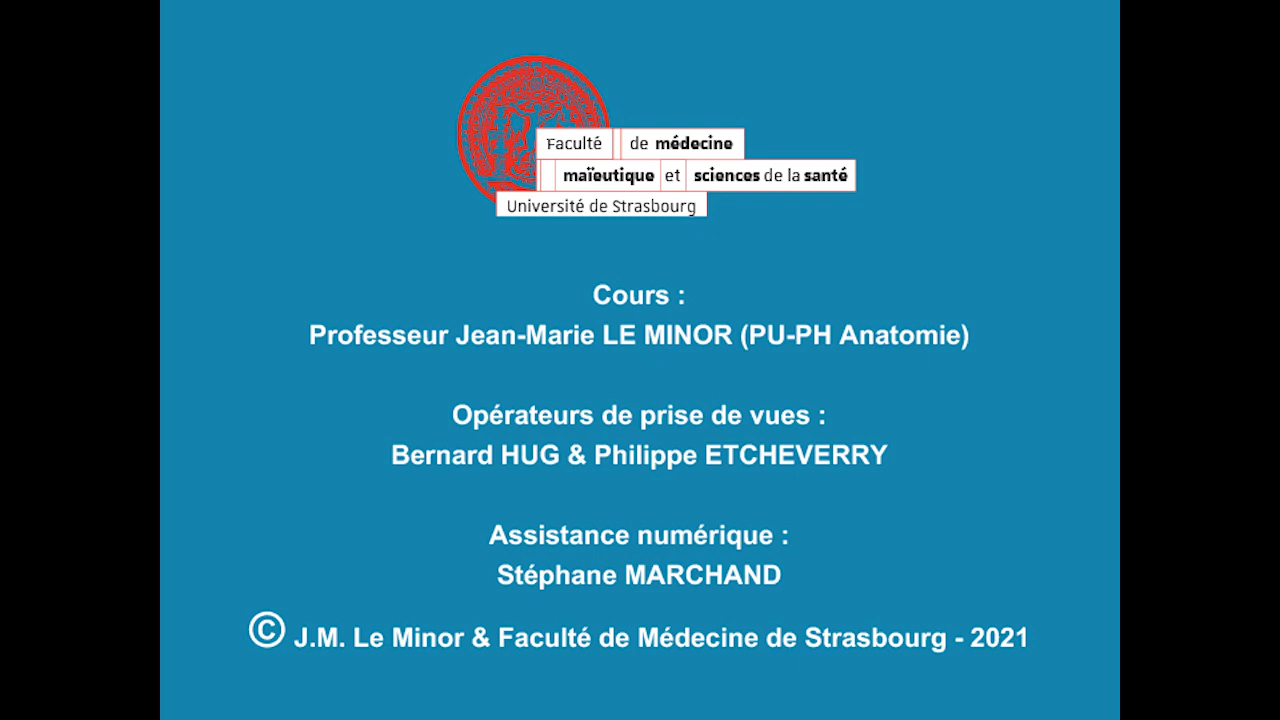 Faculté de médecine
maïeutique et sciences de la santé
Université de Strasbourg
Cours :
Professeur Jean-Marie LE MINOR (PU-PH Anatomie)
Opérateurs de prise de vues :
Bernard HUG & Philippe ETCHEVERRY
Assistance numérique :
Stéphane MARCHAND
© J.M. Le Minor & Faculté de Médecine de Strasbourg - 2021